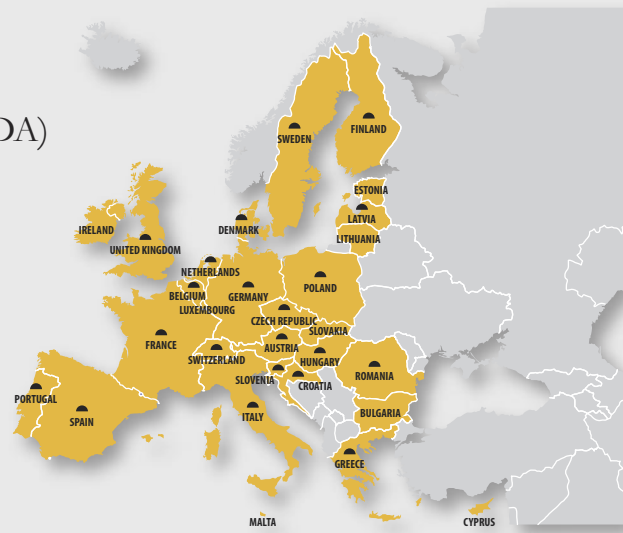 DA)
SWEDEN
FINLAND
ESTONIA
LATVIA
LITHUANIA
IRELAND
UNITED KINGDOM
DENMARK
NETHERLANDS
BELGIUM
LUXEMBOURG
GERMANY
POLAND
CZECH REPUBLIC
SLOVAKIA
FRANCE
SWITZERLAND
AUSTRIA
HUNGARY
SLOVENIA
CROATIA
ROMANIA
PORTUGAL
SPAIN
ITALY
BULGARIA
GREECE
MALTA
CYPRUS